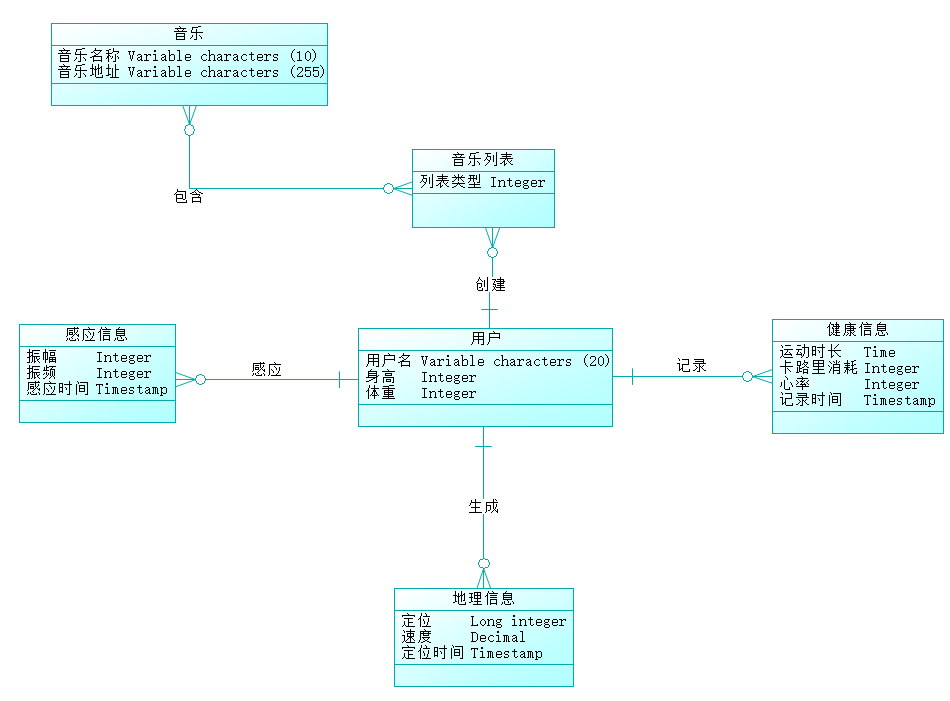 音乐
音乐名称 Variable characters (10)
音乐地址 Variable characters (255)
音乐列表
列表类型 Integer
包含
创建
感应信息
振幅 Integer
振频 Integer
感应时间 Timestamp
感应
用户
用户名 Variable characters (20)
身高 Integer
体重 Integer
记录
健康信息
运动时长 Time
卡路里消耗 Integer
心率 Integer
记录时间 Timestamp
生成
地理信息
定位 Long integer
速度 Decimal
定位时间 Timestamp